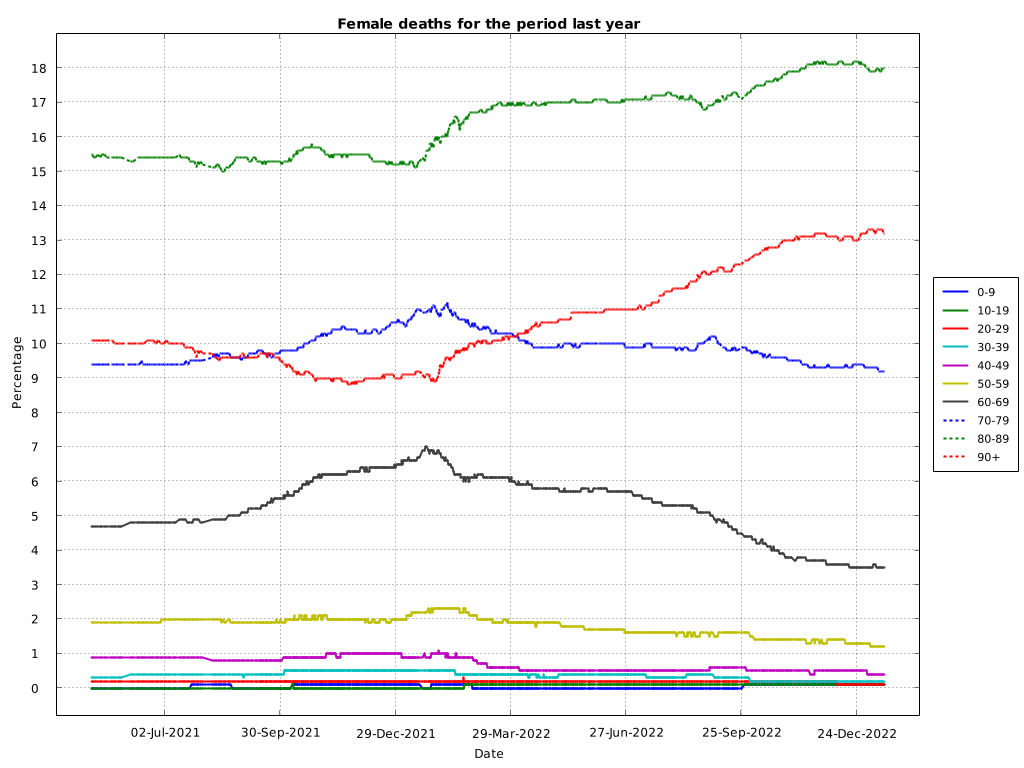 Female deaths for the period last year
18
17
16
15
14
13
12
11
10
9
8
7
6
5
4
3
2
1
0
Percentage
02-Jul-2021
30-Sep-2021
29-Dec-2021
29-Mar-2022
27-Jun-2022
25-Sep-2022
24-Dec-2022
Date
0-9
10-19
20-29
30-39
40-49
50-59
60-69
70-79
80-89
90+